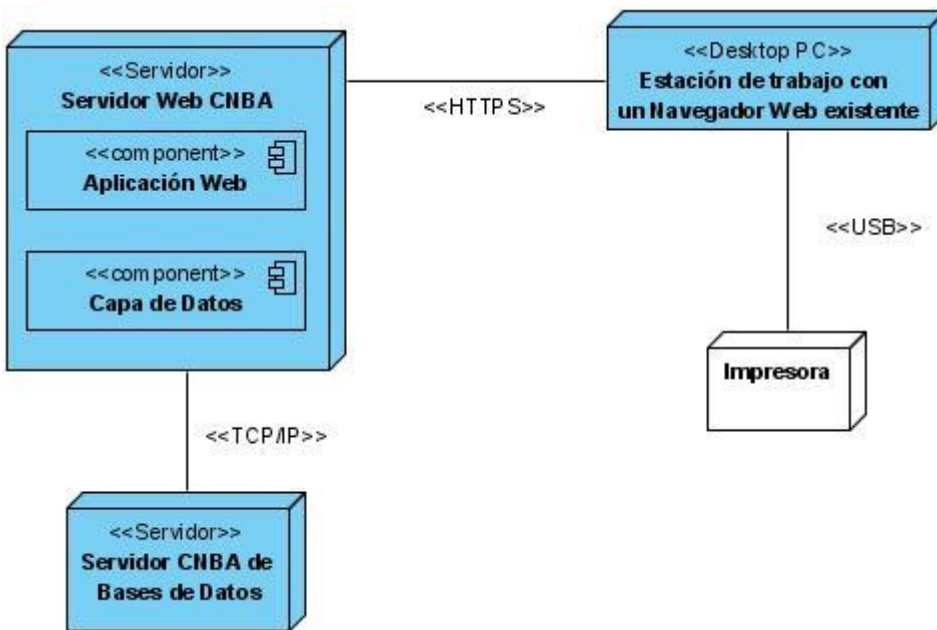 <<Servidor>>
Servidor Web CNBA
<<component>>
Aplicación Web
<<component>>
Capa de Datos
<<HTTPS>>
<<Desktop PC>>
Estación de trabajo con
un Navegador Web existente
<<USB>>
Impresora
<<TCP/IP>>
<<Servidor>>
Servidor CNBA de
Bases de Datos